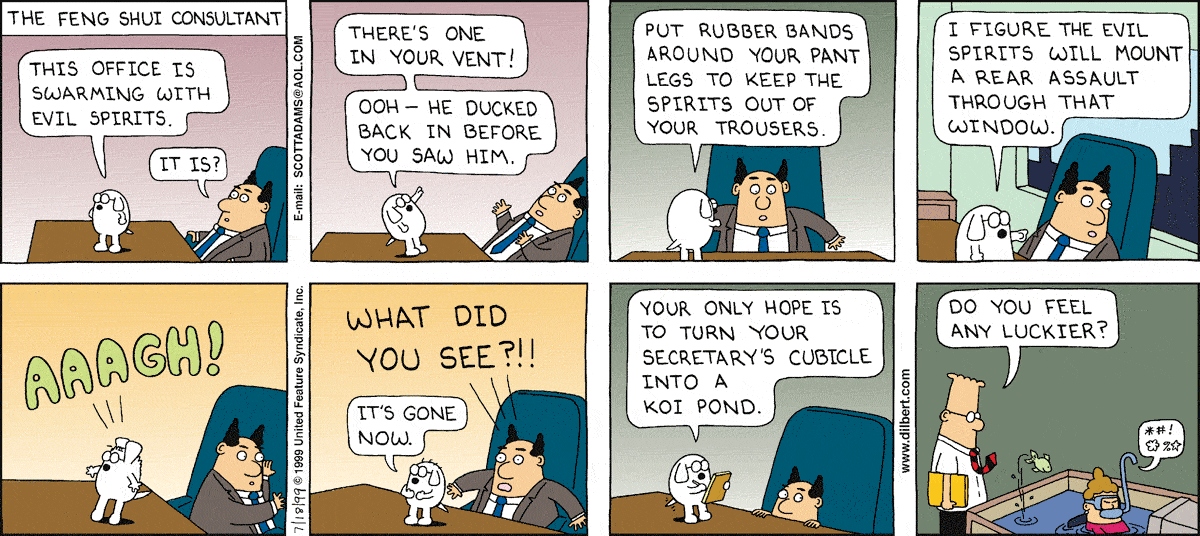 THE FENG SHUI CONSULTANT
THIS OFFICE IS
SWARMING WITH
EVIL SPIRITS.
IT IS?
E-mail: SCOTTADAMS@AOL.COM
THERE'S ONE
IN YOUR VENT!
OOH — HE DUCKED
BACK IN BEFORE
YOU SAW HIM.
PUT RUBBER BANDS
AROUND YOUR PANT
LEGS TO KEEP THE
SPIRITS OUT OF
YOUR TROUSERS.
I FIGURE THE EVIL
SPIRITS WILL MOUNT
A REAR ASSAULT
THROUGH THAT
WINDOW.
AAAGH!
7/18/99 © 1999 United Feature Syndicate, Inc.
WHAT DID
YOU SEE?!!
IT'S GONE
NOW.
YOUR ONLY HOPE IS
TO TURN YOUR
SECRETARY'S CUBICLE
INTO A
KOI POND.
www.dilbert.com
DO YOU FEEL
ANY LUCKIER?
*#!
✿%☆